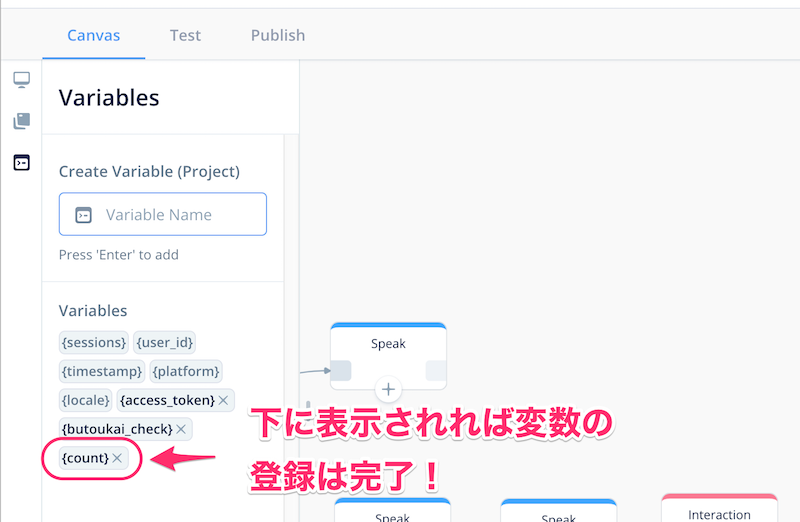 Canvas Test Publish
Variables
Create Variable (Project)
Variable Name
Press 'Enter' to add
Variables
{sessions} {user_id}
{timestamp} {platform}
{locale} {access_token} ×
{butoukai_check} ×
{count} ×
Speak
下に表示されれば変数の
登録は完了！
Speak Speak Interaction